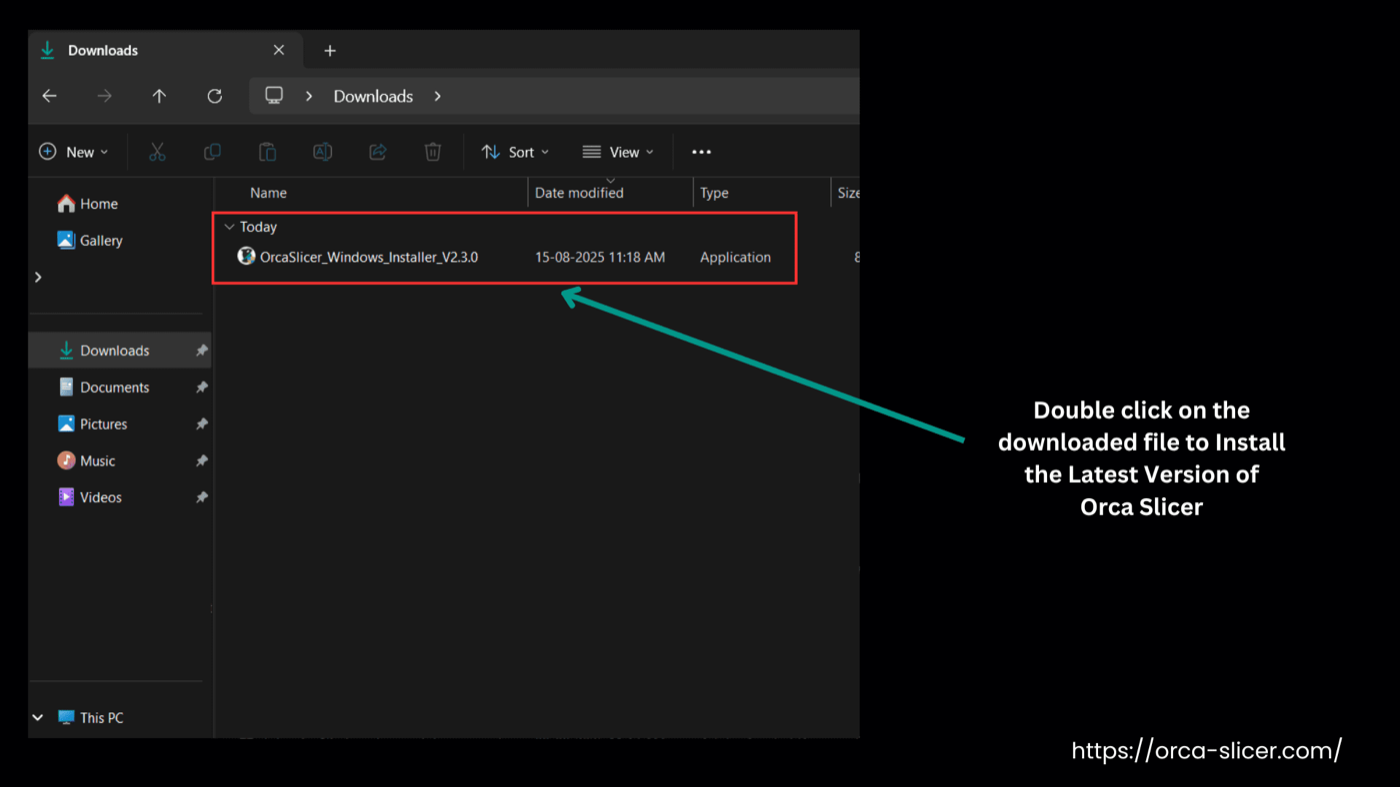 Downloads
Downloads
New
Sort
View
Name
Date modified
Type
Size
Home
Gallery
Today
OrcaSlicer_Windows_Installer_V2.3.0
15-08-2025 11:18 AM
Application
8
Downloads
Documents
Pictures
Music
Videos
This PC
Double click on the
downloaded file to Install
the Latest Version of
Orca Slicer
https://orca-slicer.com/